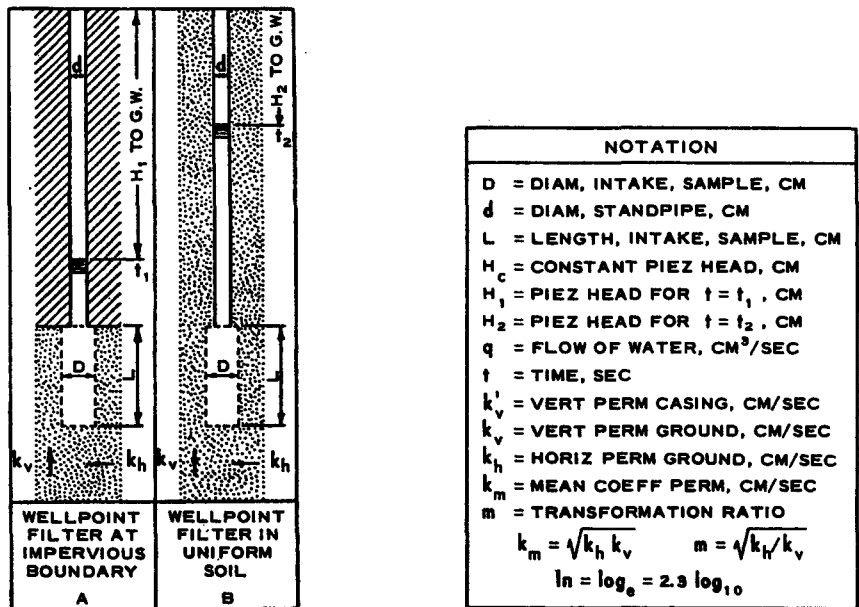 d
H₁ TO G.W.
t₁
D
L
kᵥ
kₕ
WELLPOINT
FILTER AT
IMPERVIOUS
BOUNDARY
A
d
H₂ TO G.W.
t₂
D
L
kᵥ
kₕ
WELLPOINT
FILTER IN
UNIFORM
SOIL
B
NOTATION
D = DIAM, INTAKE, SAMPLE, CM
d = DIAM, STANDPIPE, CM
L = LENGTH, INTAKE, SAMPLE, CM
H_c = CONSTANT PIEZ HEAD, CM
H₁ = PIEZ HEAD FOR t = t₁ , CM
H₂ = PIEZ HEAD FOR t = t₂ , CM
q = FLOW OF WATER, CM³/SEC
t = TIME, SEC
k'ᵥ = VERT PERM CASING, CM/SEC
kᵥ = VERT PERM GROUND, CM/SEC
kₕ = HORIZ PERM GROUND, CM/SEC
kₘ = MEAN COEFF PERM, CM/SEC
m = TRANSFORMATION RATIO
kₘ = √(kₕ kᵥ) m = √(kₕ/kᵥ)
ln = logₑ = 2.3 log₁₀